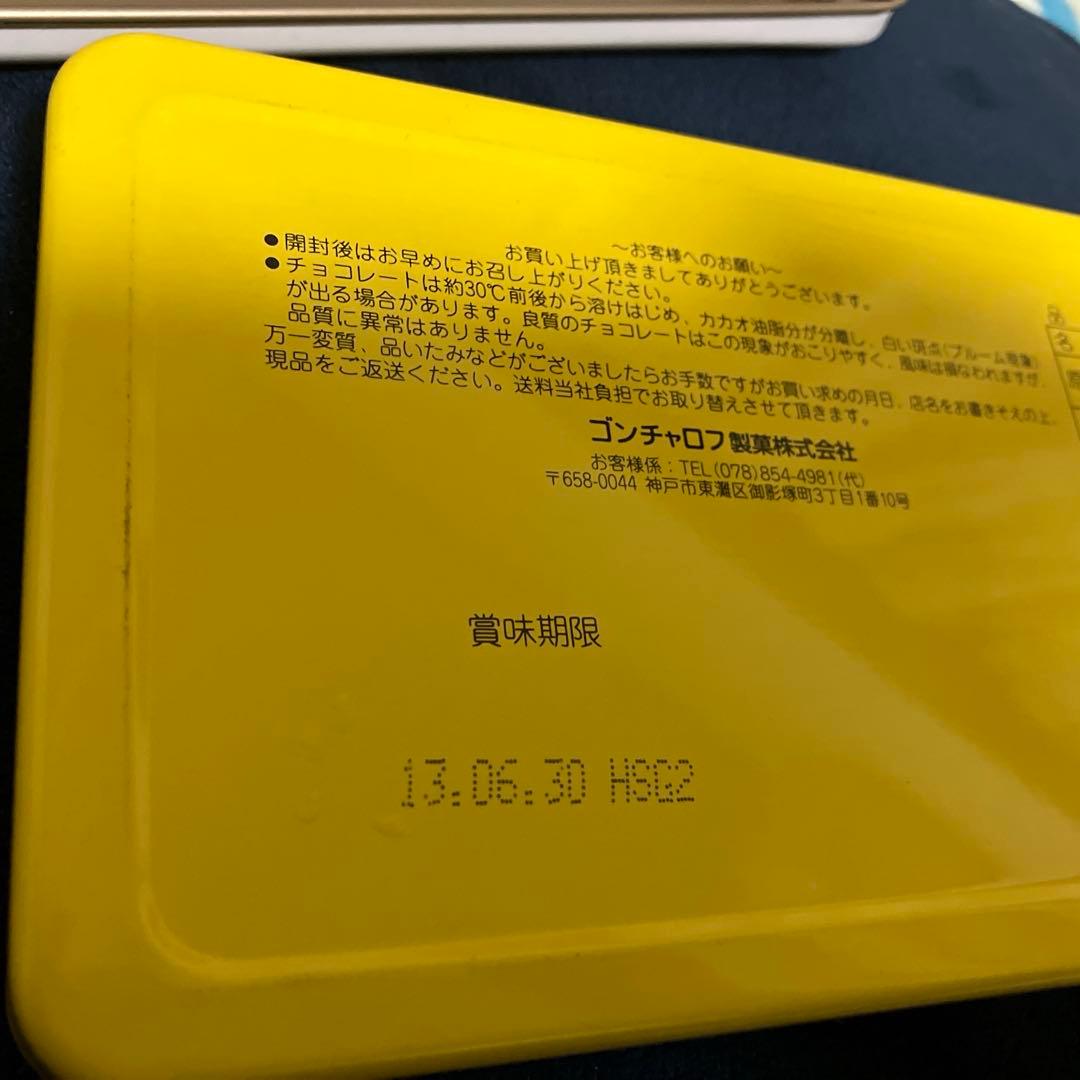 ～お客様へのお願い～
お買い上げ頂きましてありがとうございます。
●開封後はお早めにお召し上がりください。
●チョコレートは約30℃前後から溶けはじめ、カカオ油脂分が分離し、白い斑点(ブルーム現象)
が出る場合があります。良質のチョコレートはこの現象がおこりやすく、風味は損なわれますが、
品質に異常はありません。
万一変質、品いたみなどがございましたらお手数ですがお買い求めの月日、店名をお書きそえの上、
現品をご返送ください。送料当社負担でお取り替えさせて頂きます。
ゴンチャロフ製菓株式会社
お客様係：TEL(078)854-4981(代)
〒658-0044 神戸市東灘区御影塚町3丁目1番10号
賞味期限
13.06.30 HSG2
名